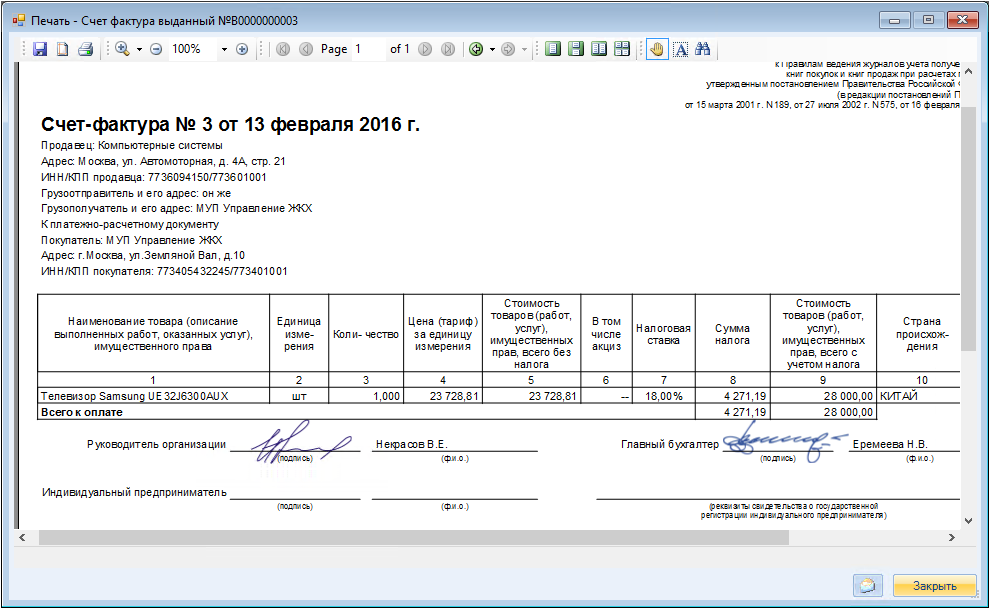 Печать - Счет фактура выданный №В0000000003
100%
Page 1 of 1
к Правилам ведения журналов учета получе
книг покупок и книг продаж при расчетах
утвержденным постановлением Правительства Российской
(в редакции постановлений П
от 15 марта 2001 г. N 189, от 27 июля 2002 г. N 575, от 16 февраля
Счет-фактура № 3 от 13 февраля 2016 г.
Продавец: Компьютерные системы
Адрес: Москва, ул. Автомоторная, д. 4А, стр. 21
ИНН/КПП продавца: 7736094150/773601001
Грузоотправитель и его адрес: он же
Грузополучатель и его адрес: МУП Управление ЖКХ
К платежно-расчетному документу
Покупатель: МУП Управление ЖКХ
Адрес: г.Москва, ул.Земляной Вал, д.10
ИНН/КПП покупателя: 773405432245/773401001
Наименование товара (описание выполненных работ, оказанных услуг), имущественного права
Единица изме- рения
Коли- чество
Цена (тариф) за единицу измерения
Стоимость товаров (работ, услуг), имущественных прав, всего без налога
В том числе акциз
Налоговая ставка
Сумма налога
Стоимость товаров (работ, услуг), имущественных прав, всего с учетом налога
Страна происхож- дения
1 2 3 4 5 6 7 8 9 10
Телевизор Samsung UE32J6300AUX шт 1,000 23 728,81 23 728,81 -- 18,00% 4 271,19 28 000,00 КИТАЙ
Всего к оплате 4 271,19 28 000,00
Руководитель организации Некрасов В.Е. Главный бухгалтер Еремеева Н.В.
(подпись) (ф.и.о.) (подпись) (ф.и.о.)
Индивидуальный предприниматель
(подпись) (ф.и.о.) (реквизиты свидетельства о государственной
регистрации индивидуального предпринимателя)
Закрыть